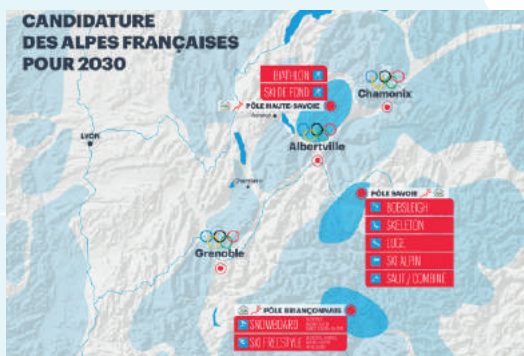 CANDIDATURE
DES ALPES FRANÇAISES
POUR 2030
BIATHLON
SKI DE FOND
Chamonix
PÔLE HAUTE-SAVOIE
LYON
Albertville
PÔLE SAVOIE
BOBSLEIGH
SKELETON
LUGE
SKI ALPIN
SAUT / COMBINÉ
Grenoble
PÔLE BRIANÇONNAIS
SNOWBOARD
SKI FREESTYLE